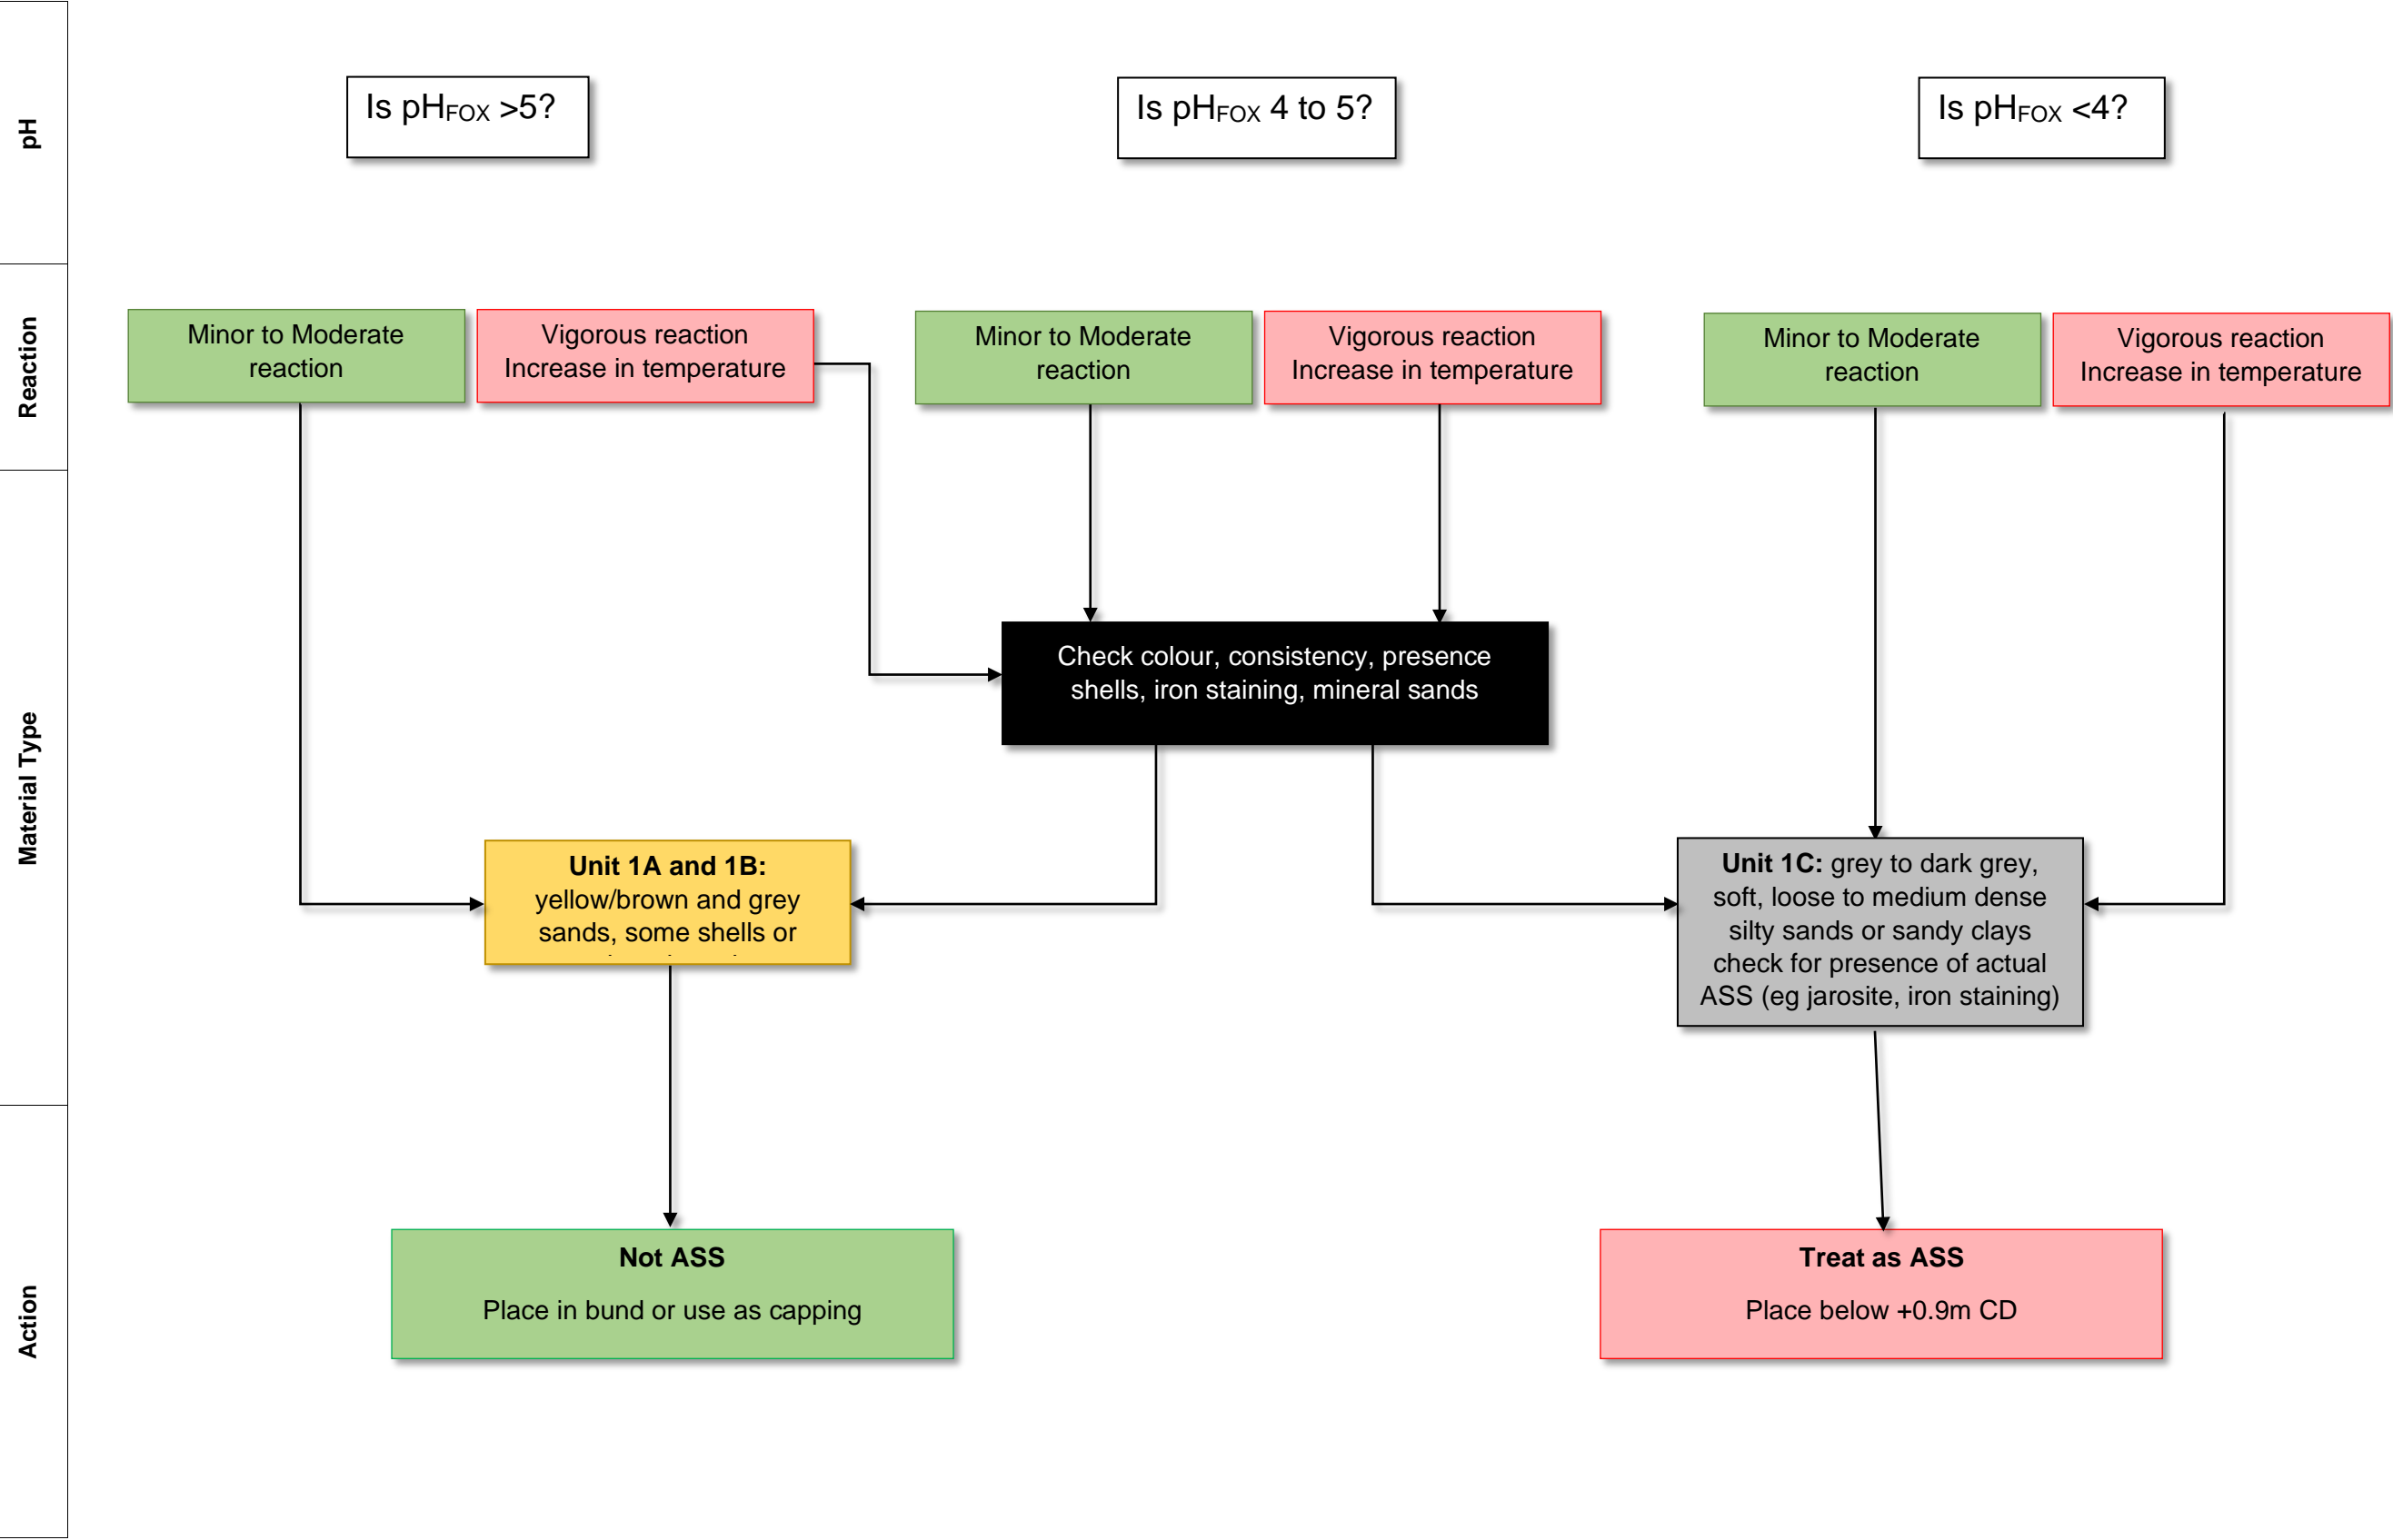 pH
Is pHFOX >5?
Is pHFOX 4 to 5?
Is pHFOX <4?
Reaction
Minor to Moderate
reaction
Vigorous reaction
Increase in temperature
Minor to Moderate
reaction
Vigorous reaction
Increase in temperature
Minor to Moderate
reaction
Vigorous reaction
Increase in temperature
Material Type
Check colour, consistency, presence
shells, iron staining, mineral sands
Unit 1A and 1B:
yellow/brown and grey
sands, some shells or
Unit 1C: grey to dark grey,
soft, loose to medium dense
silty sands or sandy clays
check for presence of actual
ASS (eg jarosite, iron staining)
Action
Not ASS
Place in bund or use as capping
Treat as ASS
Place below +0.9m CD